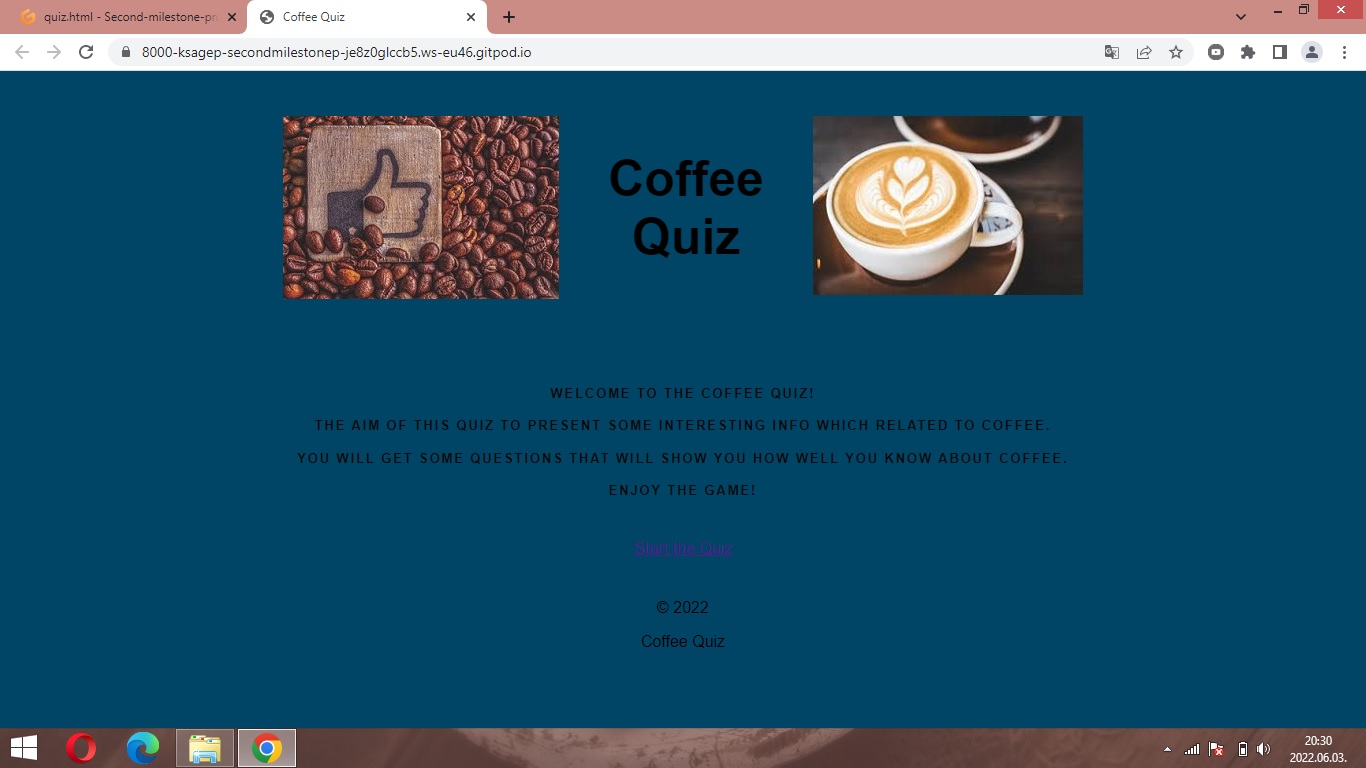 quiz.html - Second-milestone-pr
Coffee Quiz
8000-ksagep-secondmilestonep-je8z0glccb5.ws-eu46.gitpod.io
Coffee
Quiz
WELCOME TO THE COFFEE QUIZ!
THE AIM OF THIS QUIZ TO PRESENT SOME INTERESTING INFO WHICH RELATED TO COFFEE.
YOU WILL GET SOME QUESTIONS THAT WILL SHOW YOU HOW WELL YOU KNOW ABOUT COFFEE.
ENJOY THE GAME!
Start the Quiz
© 2022
Coffee Quiz
20:30
2022.06.03.